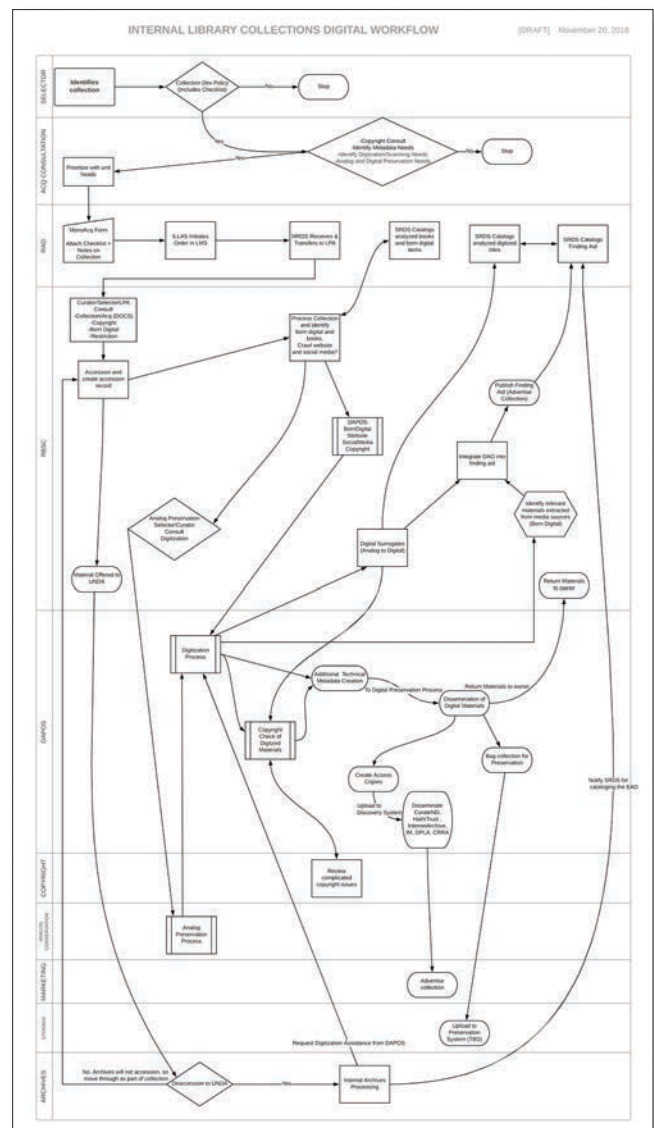 INTERNAL LIBRARY COLLECTIONS DIGITAL WORKFLOW
[DRAFT] November 20, 2018
SELECTOR
Identifies
collection
Collection Dev Policy
(Includes Checklist)
No
Stop
Yes
ACQ CONSULTATION
-Copyright Consult
-Identify Metadata Needs
-Identify Digitization/Scanning Needs
-Analog and Digital Preservation Needs
No
Stop
Yes
Prioritize with unit
heads
RAD
MonoAcq Form
Attach Checklist +
Notes on
Collection
Order in LMS
MRDS Receives &
Transfers to LPA
SRDS Catalogs
analyzed books
and born digital
items
SRDS Catalogs
analyzed digitized
titles
SRDS Catalogs
Finding Aid
RBSC
Curator/Selector/LPA
Consult
-Collection/Acq (DOCS)
-Copyright
-Born Digital
-Restriction
Process Collection
and identify
born digital and
books,
Crawl website
and social media?
Accession and
create accession
record
Publish Finding
Aid (Advertise
Collection)
DAPOS:
BornDigital
Website
SocialMedia
Copyright
Integrate DAO into
finding aid
Identify relevant
materials extracted
from media sources
(Born Digital)
Analog Preservation
Selector/Curator
Consult
Digitization
Digital Surrogates
(Analog to Digital)
Material Offered to
UNDA
Return Materials
to owner
DAPOS
Digitization
Process
Additional Technical
Metadata Creation
To Digital Preservation Process
Return Materials to owner
Dissemination of
Digital Materials
Copyright
Check of
Digitized
Materials
Bag collection for
Preservation
Create Access
Copies
Notify SRDS for
cataloging the EAD
Upload to
Discovery System
Disseminate
CurateND,
HathiTrust,
InternetArchive,
IM, DPLA, CRRA
COPYRIGHT
Review
complicated
copyright issues
ANALOG
CONSERVATION
Analog
Preservation
Process
MARKETING
Advertise
collection
STORAGE
Upload to
Preservation
System (TBD)
Request Digitization Assistance from DAPOS
ARCHIVES
No, Archives will not accession, so
move through as part of collection
Deaccession to UNDA
Yes
Internal Archives
Processing